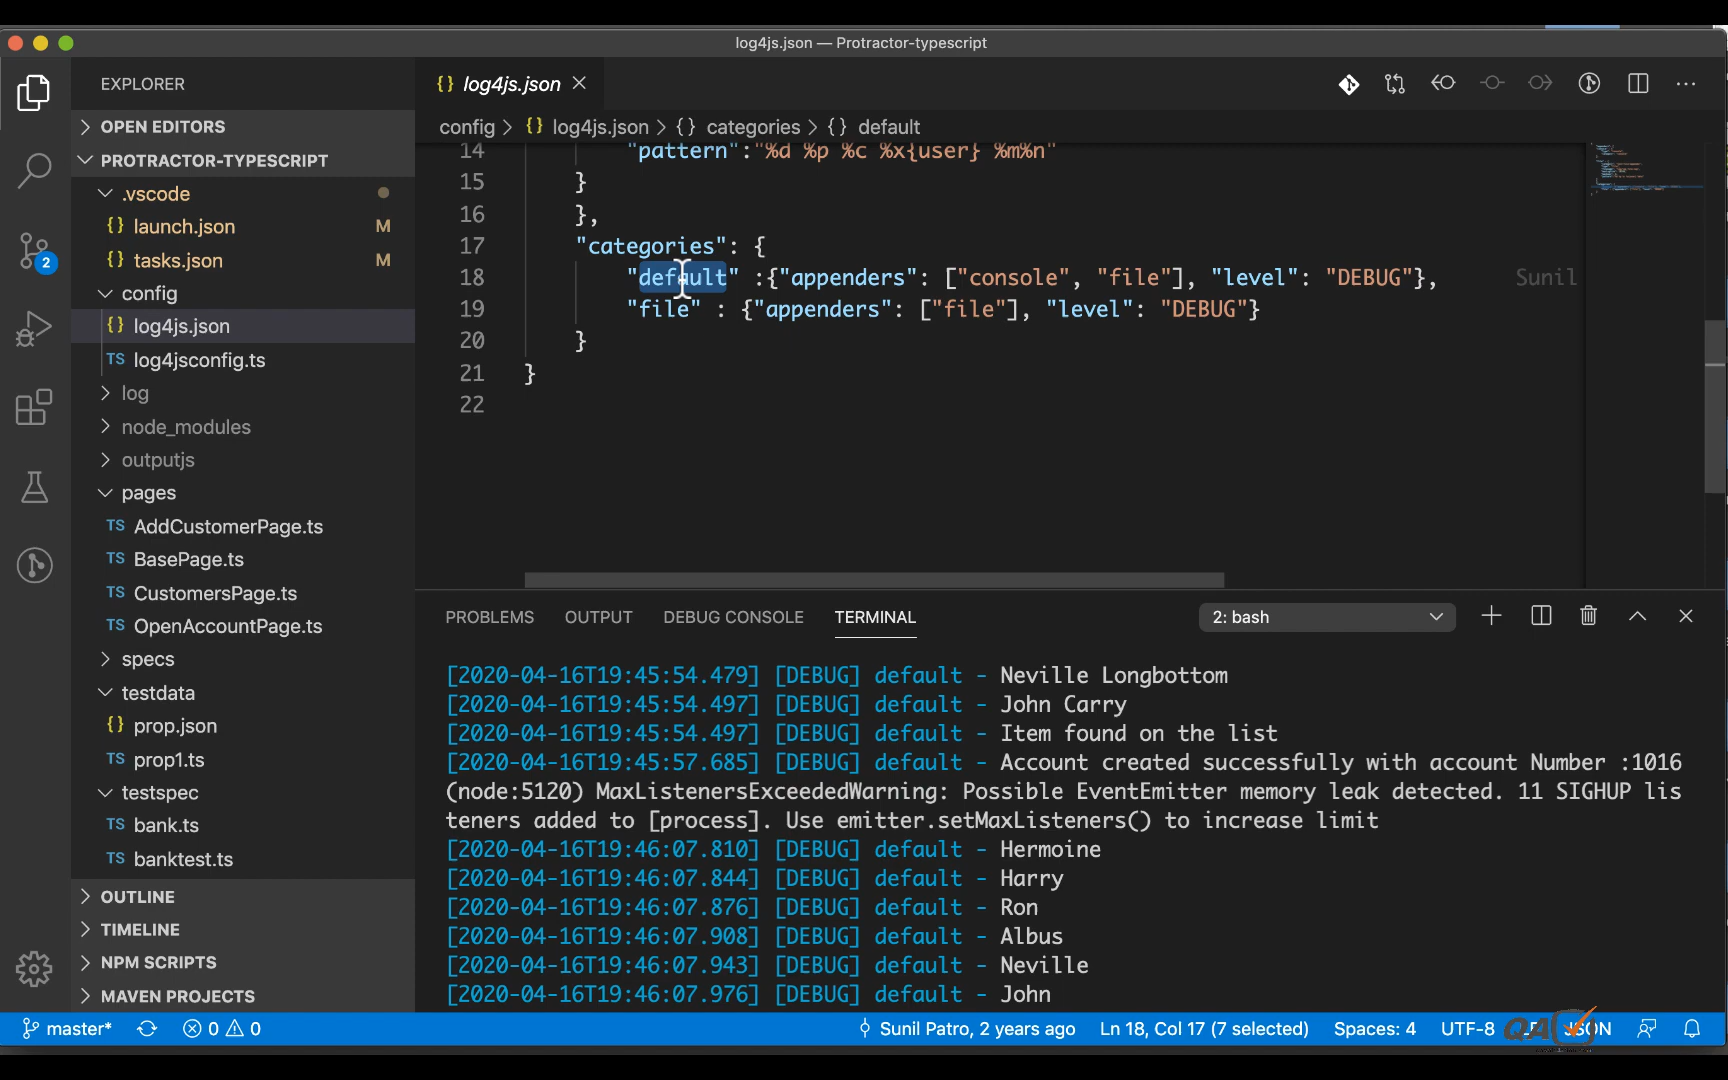 log4js.json — Protractor-typescript
EXPLORER
OPEN EDITORS
PROTRACTOR-TYPESCRIPT
.vscode
{} launch.json M
{} tasks.json M
config
{} log4js.json
TS log4jsconfig.ts
log
node_modules
outputjs
pages
TS AddCustomerPage.ts
TS BasePage.ts
TS CustomersPage.ts
TS OpenAccountPage.ts
specs
testdata
{} prop.json
TS prop1.ts
testspec
TS bank.ts
TS banktest.ts
OUTLINE
TIMELINE
NPM SCRIPTS
MAVEN PROJECTS
2
{} log4js.json
config > {} log4js.json > {} categories > {} default
14 "pattern":"%d %p %c %x{user} %m%n"
15 }
16 },
17 "categories": {
18 "default" :{"appenders": ["console", "file"], "level": "DEBUG"}, Sunil
19 "file" : {"appenders": ["file"], "level": "DEBUG"}
20 }
21 }
22
PROBLEMS OUTPUT DEBUG CONSOLE TERMINAL 2: bash
[2020-04-16T19:45:54.479] [DEBUG] default - Neville Longbottom
[2020-04-16T19:45:54.497] [DEBUG] default - John Carry
[2020-04-16T19:45:54.497] [DEBUG] default - Item found on the list
[2020-04-16T19:45:57.685] [DEBUG] default - Account created successfully with account Number :1016
(node:5120) MaxListenersExceededWarning: Possible EventEmitter memory leak detected. 11 SIGHUP lis
teners added to [process]. Use emitter.setMaxListeners() to increase limit
[2020-04-16T19:46:07.810] [DEBUG] default - Hermoine
[2020-04-16T19:46:07.844] [DEBUG] default - Harry
[2020-04-16T19:46:07.876] [DEBUG] default - Ron
[2020-04-16T19:46:07.908] [DEBUG] default - Albus
[2020-04-16T19:46:07.943] [DEBUG] default - Neville
[2020-04-16T19:46:07.976] [DEBUG] default - John
master* 0 0 Sunil Patro, 2 years ago Ln 18, Col 17 (7 selected) Spaces: 4 UTF-8
QA